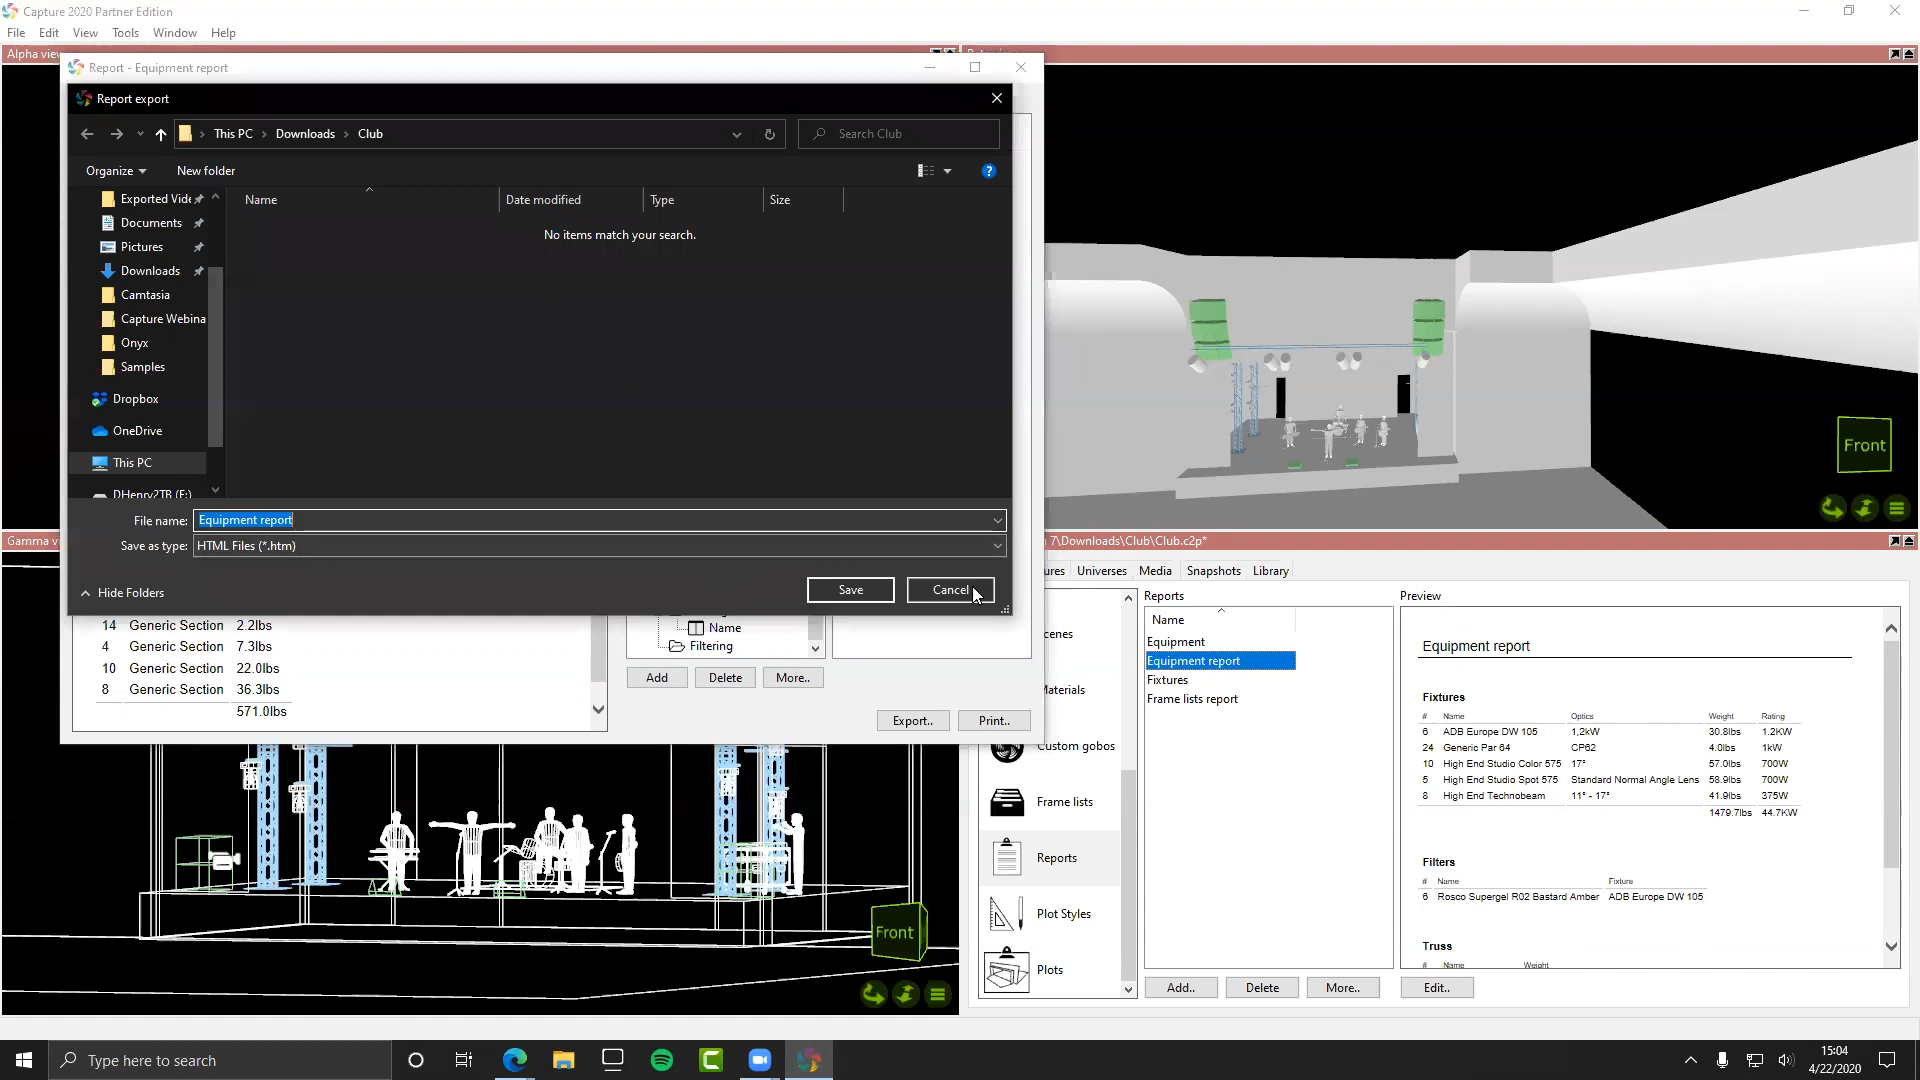 Capture 2020 Partner Edition
File Edit View Tools Window Help
Alpha view
Report - Equipment report
Report export
This PC > Downloads > Club
Search Club
Organize New folder
?
Name Date modified Type Size
No items match your search.
Exported Vide
Documents
Pictures
Downloads
Camtasia
Capture Webina
Onyx
Samples
Dropbox
OneDrive
This PC
DHenry2TB (F:)
File name: Equipment report
Save as type: HTML Files (*.htm)
Hide Folders
Save Cancel
14 Generic Section 2.2lbs
4 Generic Section 7.3lbs
10 Generic Section 22.0lbs
8 Generic Section 36.3lbs
571.0lbs
Name
Filtering
Add Delete More..
Export.. Print..
Front
Gamma v
Front
7\Downloads\Club\Club.c2p*
ures Universes Media Snapshots Library
cenes
Materials
Custom gobos
Frame lists
Reports
Plot Styles
Plots
Reports
Name
Equipment
Equipment report
Fixtures
Frame lists report
Add.. Delete More..
Preview
Equipment report
Fixtures
# Name Optics Weight Rating
6 ADB Europe DW 105 1,2kW 30.8lbs 1.2KW
24 Generic Par 64 CP62 4.0lbs 1kW
10 High End Studio Color 575 17° 57.0lbs 700W
5 High End Studio Spot 575 Standard Normal Angle Lens 58.9lbs 700W
8 High End Technobeam 11° - 17° 41.9lbs 375W
1479.7lbs 44.7KW
Filters
# Name Fixture
6 Rosco Supergel R02 Bastard Amber ADB Europe DW 105
Truss
# Name Weight
Edit..
Type here to search
15:04
4/22/2020